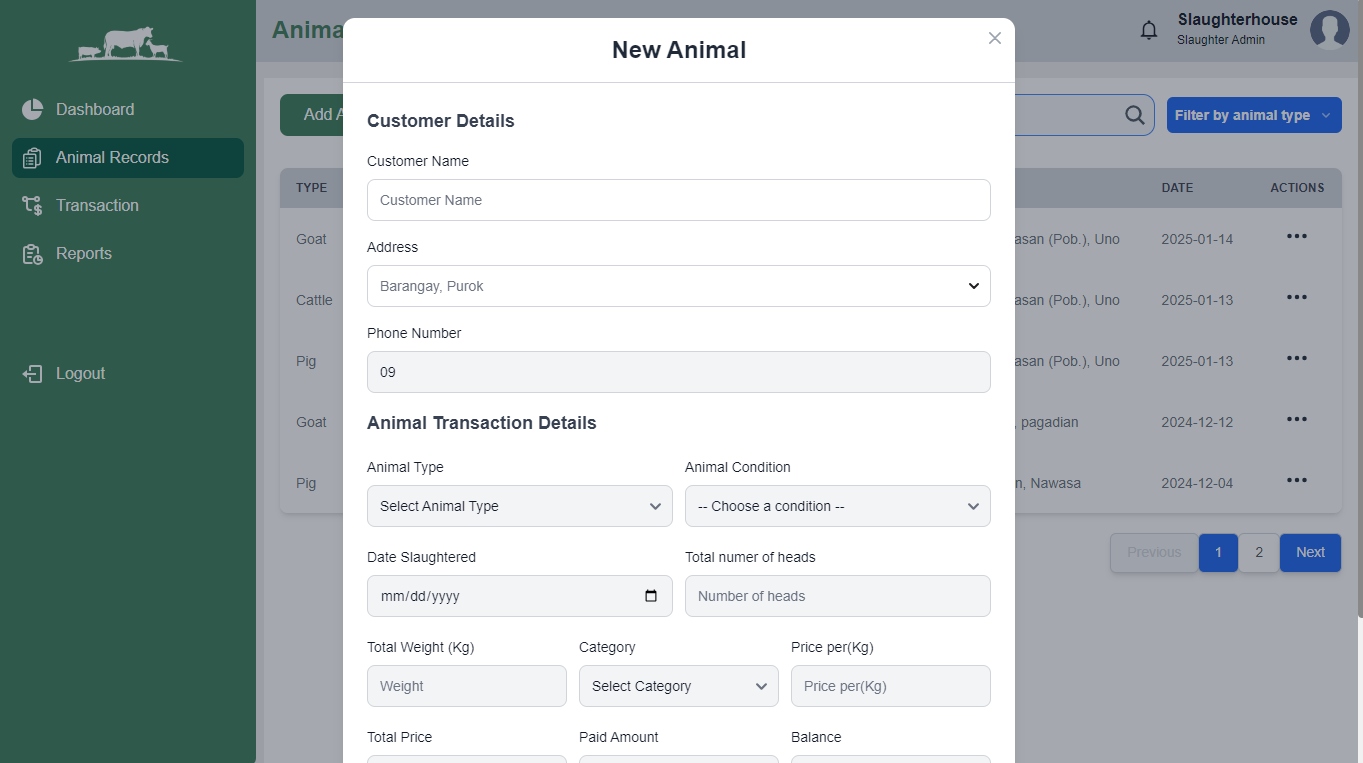 Dashboard
Animal Records
Transaction
Reports
Logout
Anima
Slaughterhouse
Slaughter Admin
Add A
Filter by animal type
TYPE
DATE
ACTIONS
Goat
asan (Pob.), Uno
2025-01-14
Cattle
asan (Pob.), Uno
2025-01-13
Pig
asan (Pob.), Uno
2025-01-13
Goat
, pagadian
2024-12-12
Pig
n, Nawasa
2024-12-04
Previous
1
2
Next
New Animal
Customer Details
Customer Name
Customer Name
Address
Barangay, Purok
Phone Number
09
Animal Transaction Details
Animal Type
Animal Condition
Select Animal Type
-- Choose a condition --
Date Slaughtered
Total numer of heads
mm/dd/yyyy
Number of heads
Total Weight (Kg)
Category
Price per(Kg)
Weight
Select Category
Price per(Kg)
Total Price
Paid Amount
Balance